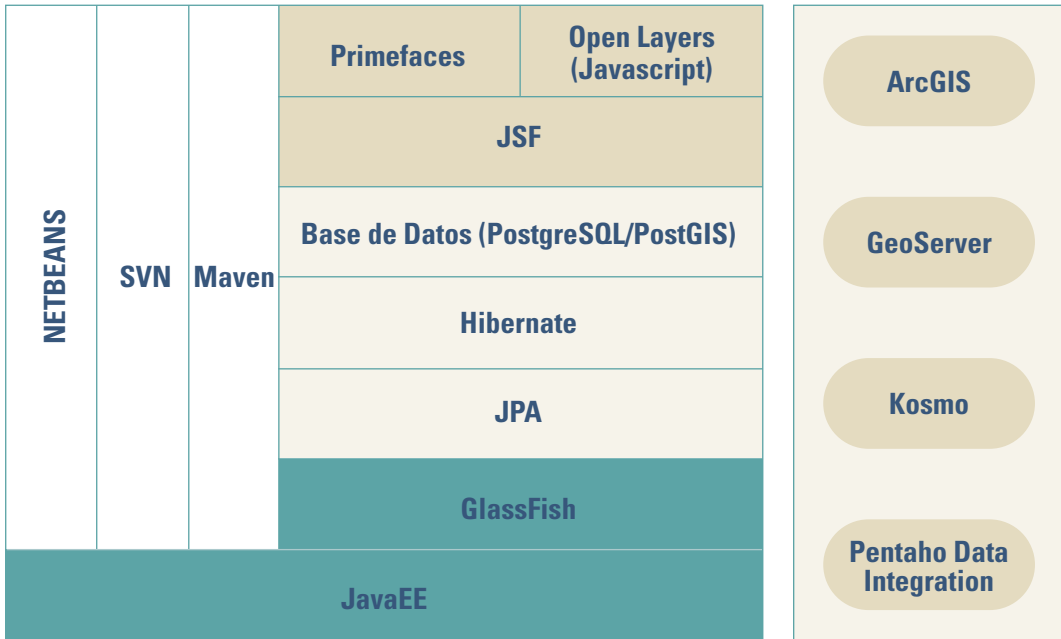 NETBEANS
SVN
Maven
Primefaces
Open Layers
(Javascript)
JSF
Base de Datos (PostgreSQL/PostGIS)
Hibernate
JPA
GlassFish
JavaEE
ArcGIS
GeoServer
Kosmo
Pentaho Data
Integration